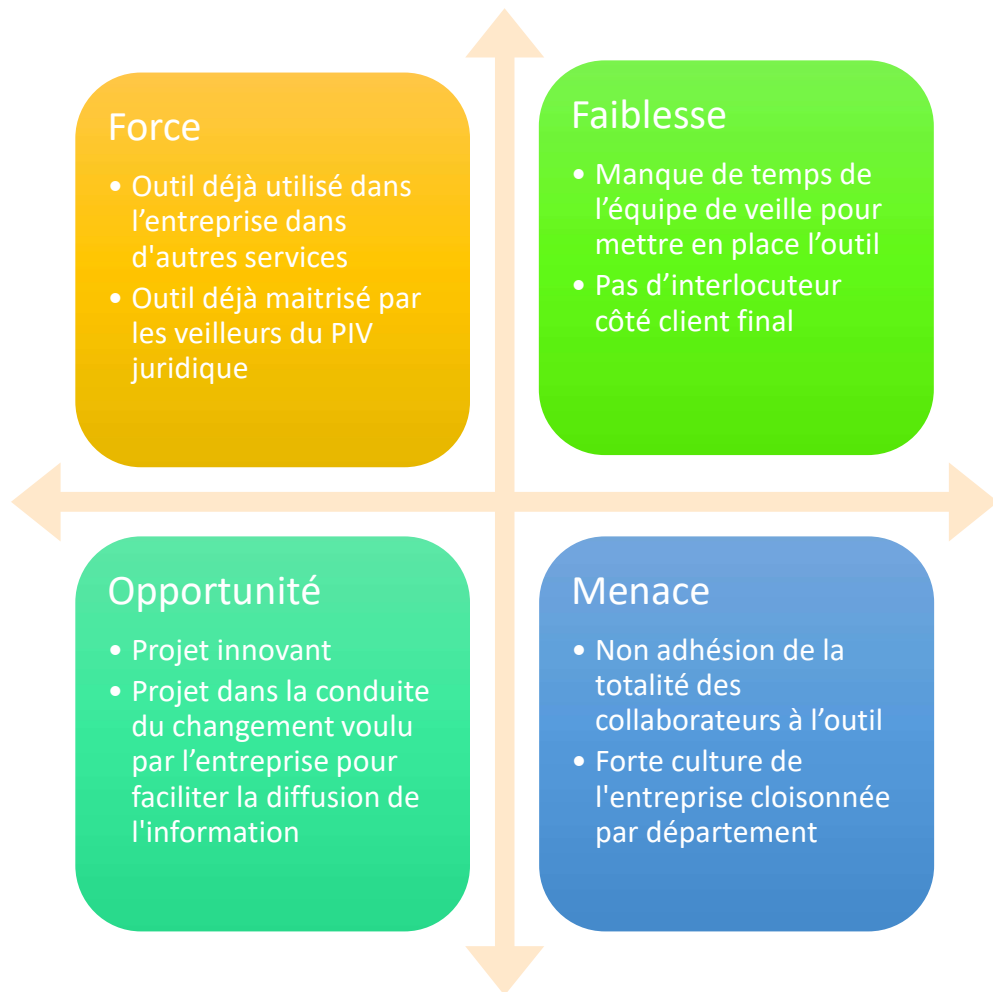 Force
• Outil déjà utilisé dans
l’entreprise dans
d'autres services
• Outil déjà maitrisé par
les veilleurs du PIV
juridique
Faiblesse
• Manque de temps de
l’équipe de veille pour
mettre en place l’outil
• Pas d’interlocuteur
côté client final
Opportunité
• Projet innovant
• Projet dans la conduite
du changement voulu
par l’entreprise pour
faciliter la diffusion de
l'information
Menace
• Non adhésion de la
totalité des
collaborateurs à l’outil
• Forte culture de
l'entreprise cloisonnée
par département